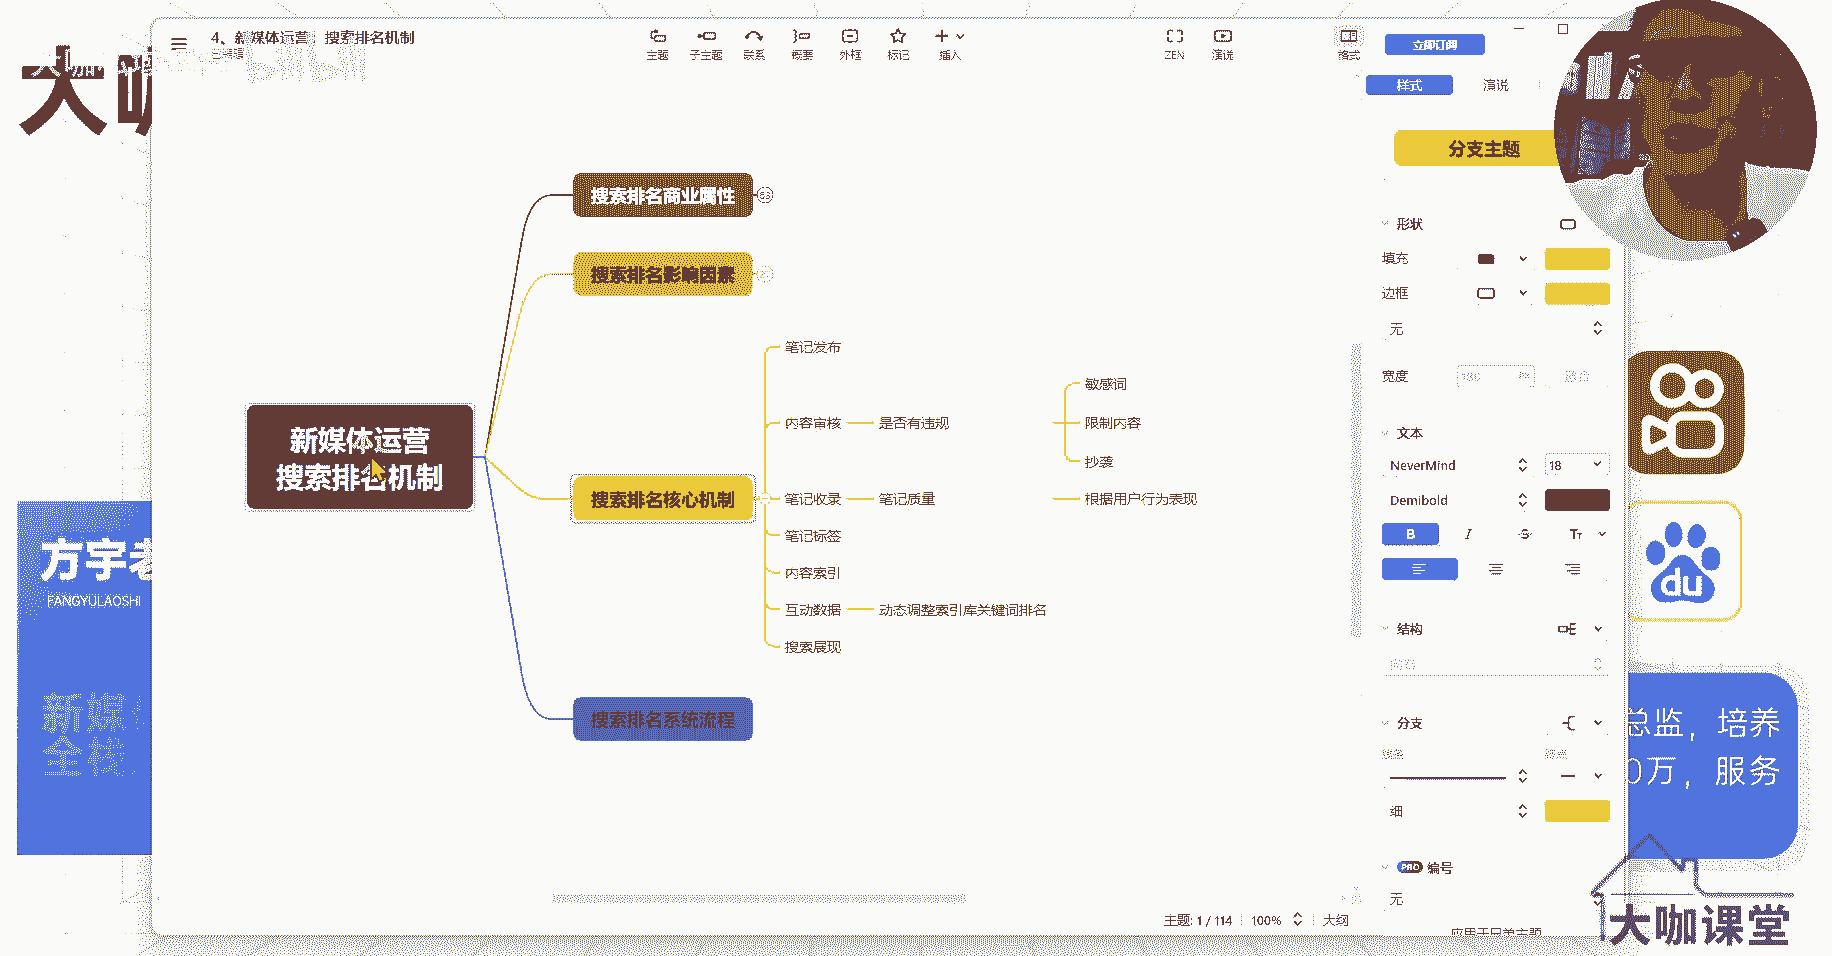 4、新媒体运营：搜索排名机制
已编辑
主题
子主题
联系
概要
外框
标记
插入
ZEN
演说
格式
立即订阅
样式
演说
分支主题
形状
填充
边框
无
宽度
文本
NeverMind
18
Demibold
B
I
S
Tт
结构
分支
细
PRO 编号
无
应用于兄弟主题
新媒体运营
搜索排名机制
搜索排名商业属性
搜索排名影响因素
搜索排名核心机制
笔记发布
内容审核
是否有违规
敏感词
限制内容
抄袭
笔记收录
笔记质量
根据用户行为表现
笔记标签
内容索引
互动数据
动态调整索引库关键词排名
搜索展现
搜索排名系统流程
主题: 1 / 114
100%
大纲
大咖
方宇老
FANGYULAOSHI
新媒体
全栈
du
总监，培养
0万，服务
大咖课堂